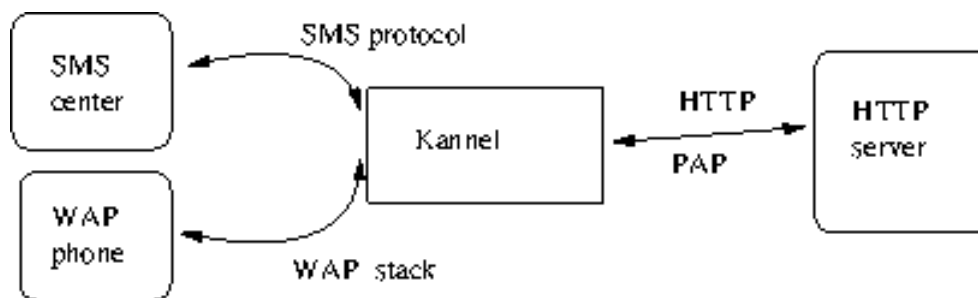 SMS protocol
SMS
center
Kannel
HTTP
PAP
HTTP
server
WAP
phone
WAP stack